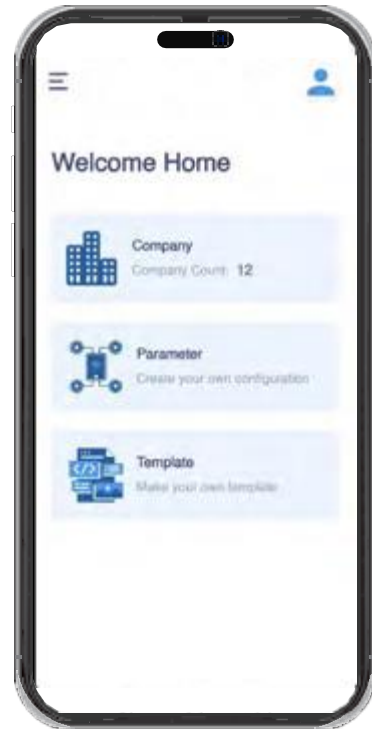 Welcome Home
Company
Company Count 12
Parameter
Create your own configuration
Template
Make your own template